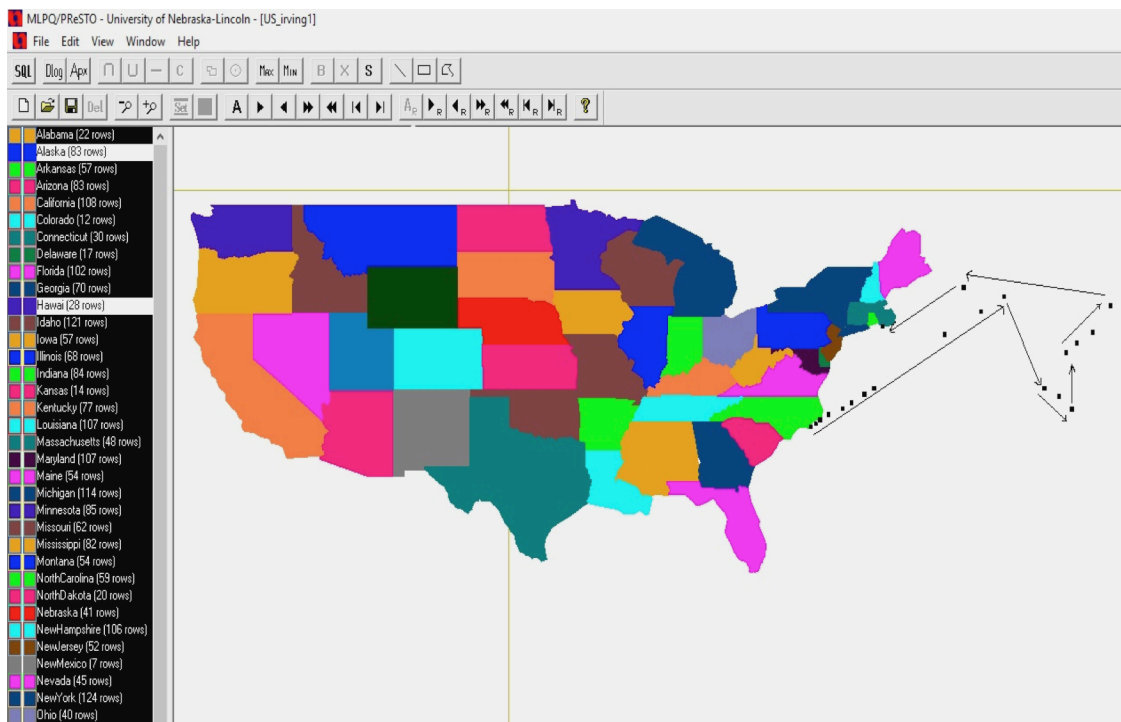 MLPQ/PReSTO - University of Nebraska-Lincoln - [US_irving1]
File Edit View Window Help
SQL Dlog Apx C Max Min B X S
Del Set A A R R R R R R R ?
Alabama (22 rows)
Alaska (83 rows)
Arkansas (57 rows)
Arizona (83 rows)
California (108 rows)
Colorado (12 rows)
Connecticut (30 rows)
Delaware (17 rows)
Florida (102 rows)
Georgia (70 rows)
Hawai (28 rows)
Idaho (121 rows)
Iowa (57 rows)
Illinois (68 rows)
Indiana (84 rows)
Kansas (14 rows)
Kentucky (77 rows)
Louisiana (107 rows)
Massachusetts (48 rows)
Maryland (107 rows)
Maine (54 rows)
Michigan (114 rows)
Minnesota (85 rows)
Missouri (62 rows)
Mississippi (82 rows)
Montana (54 rows)
NorthCarolina (59 rows)
NorthDakota (20 rows)
Nebraska (41 rows)
NewHampshire (106 rows)
NewJersey (52 rows)
NewMexico (7 rows)
Nevada (45 rows)
NewYork (124 rows)
Ohio (40 rows)